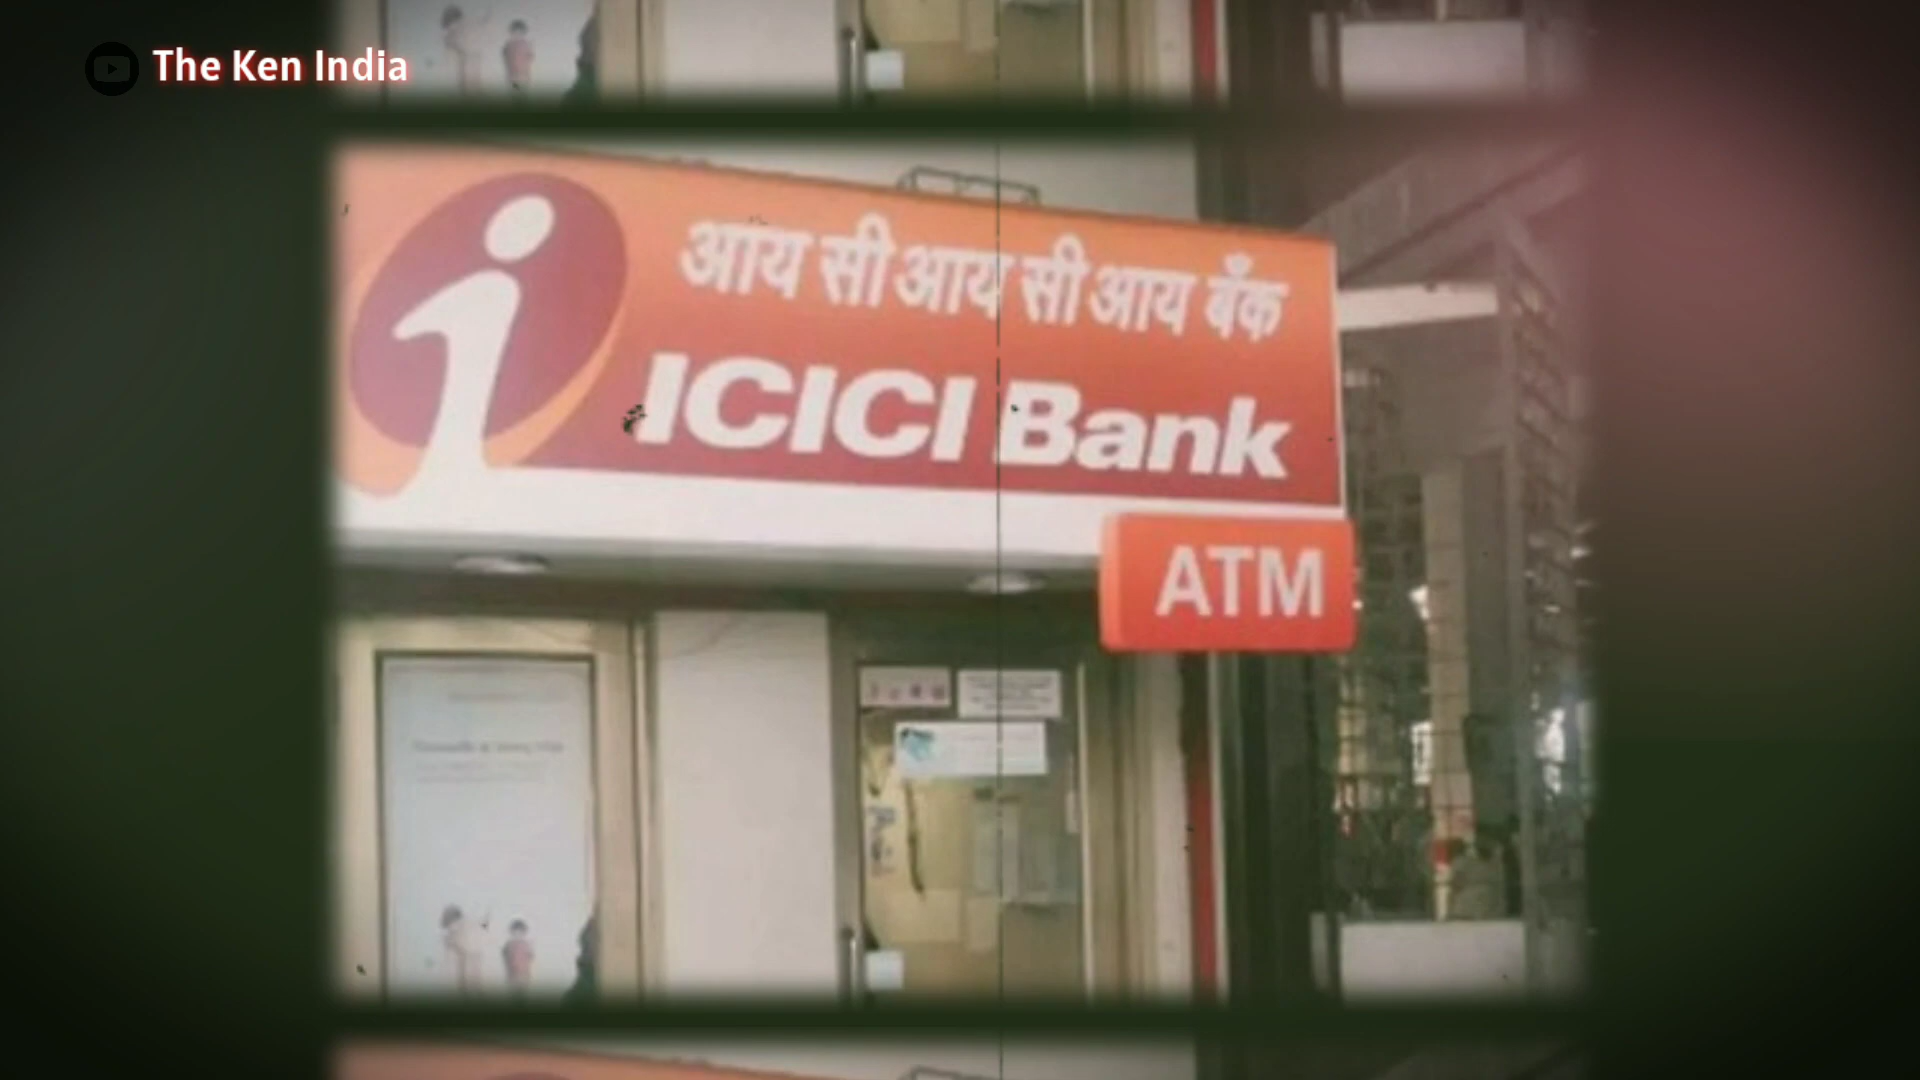 The Ken India
आय सी आय सी आय बँक
ICICI Bank
ATM